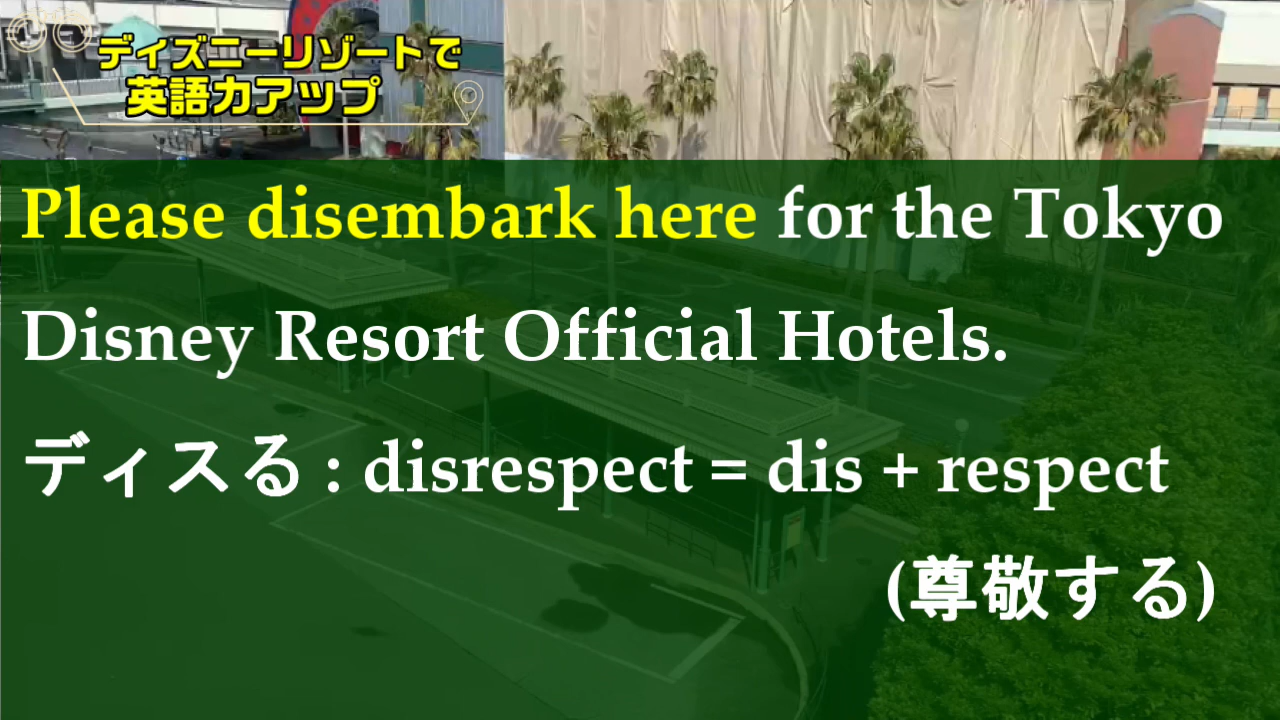 ディズニーリゾートで
英語力アップ
Please disembark here for the Tokyo
Disney Resort Official Hotels.
ディスる : disrespect = dis + respect
(尊敬する)